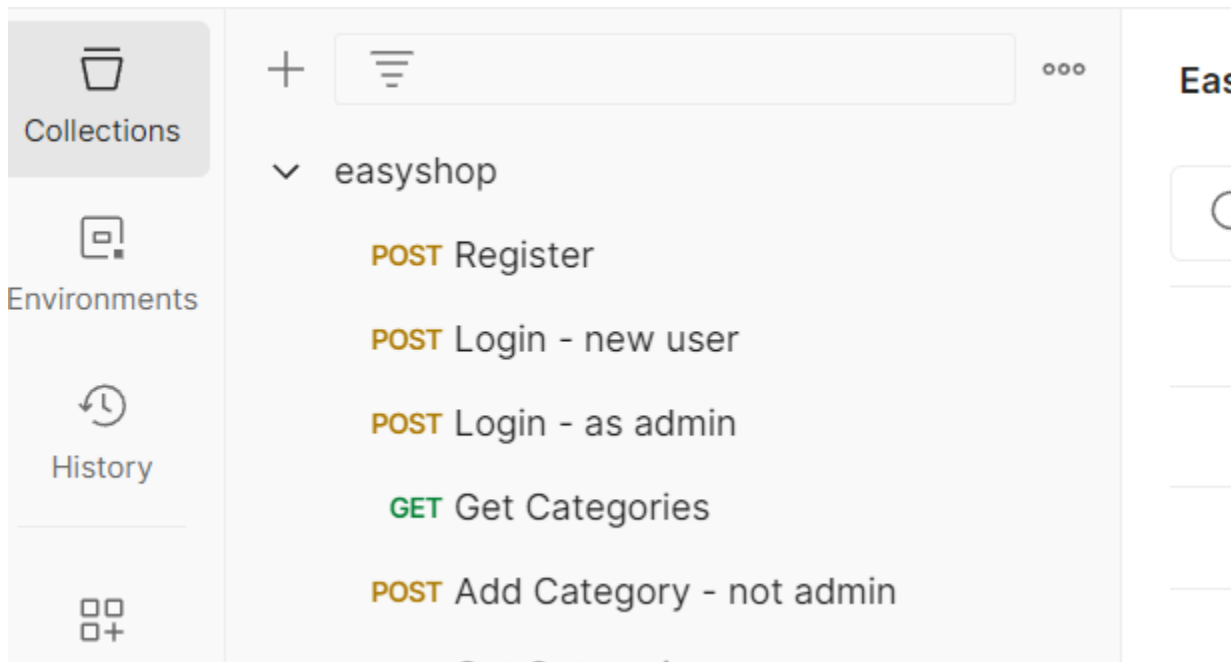 Collections
Environments
History
easyshop
POST Register
POST Login - new user
POST Login - as admin
GET Get Categories
POST Add Category - not admin
Eas